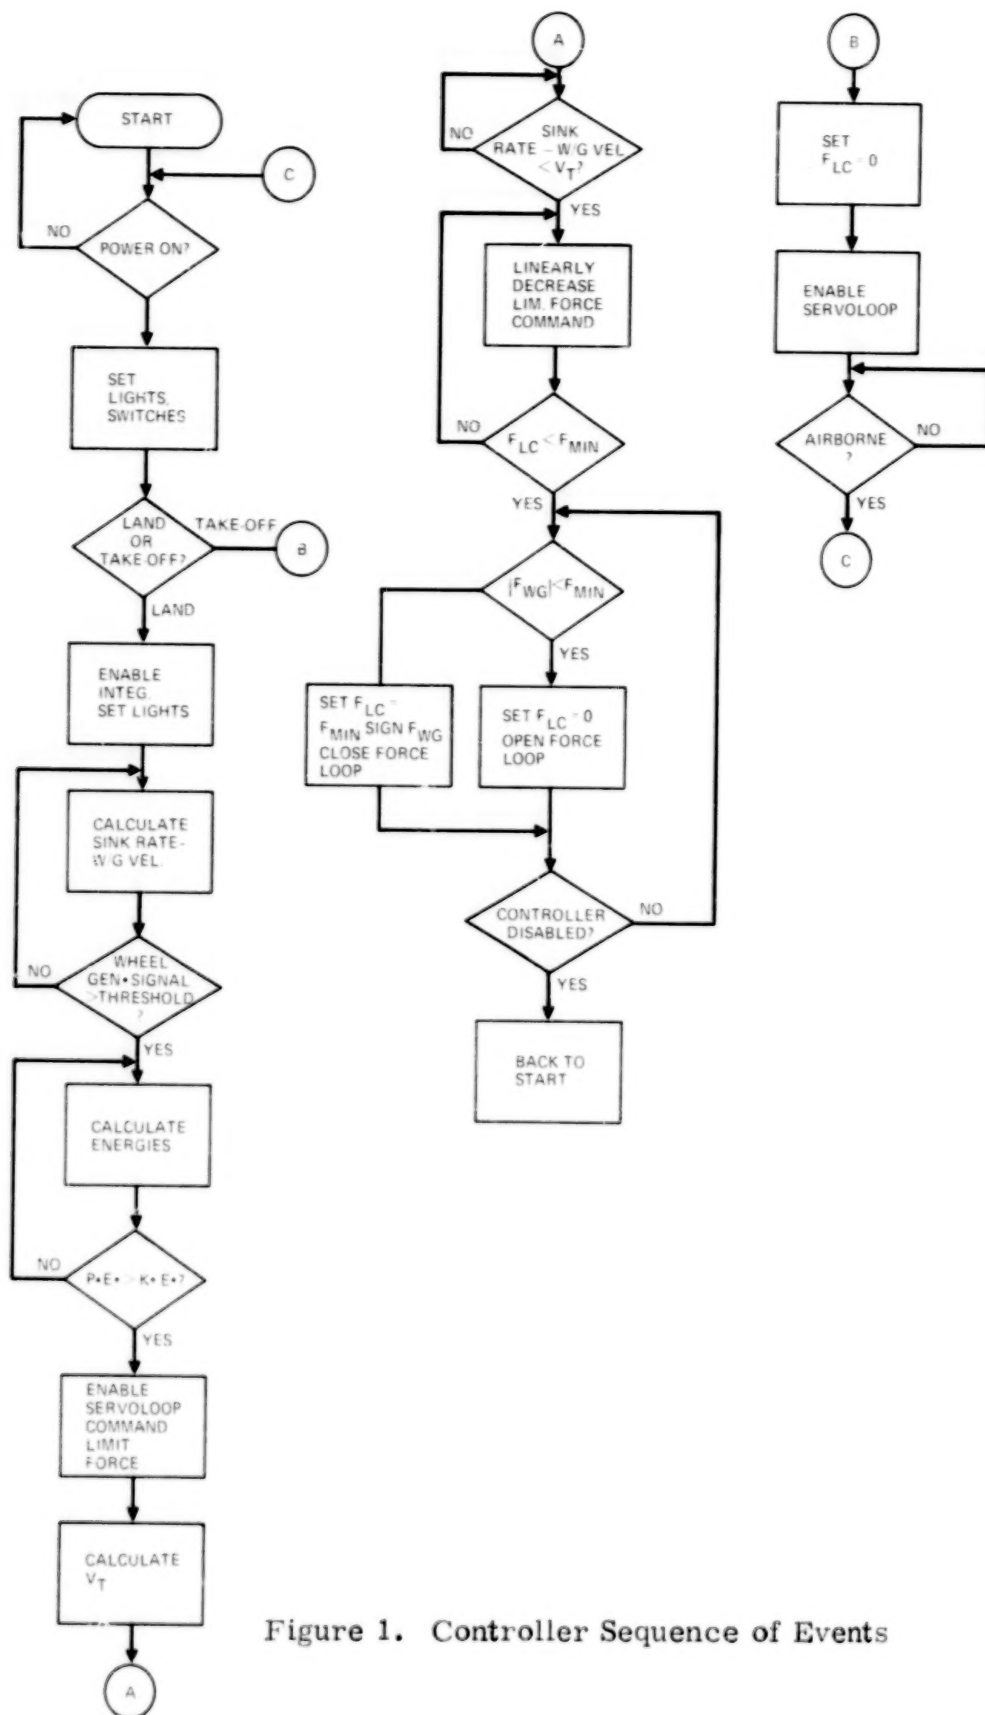 START
C
NO
POWER ON?
SET
LIGHTS,
SWITCHES
LAND
OR
TAKE-OFF?
TAKE-OFF
B
LAND
ENABLE
INTEG.
SET LIGHTS
CALCULATE
SINK RATE-
W/G VEL.
NO
WHEEL
GEN•SIGNAL
>THRESHOLD
?
YES
CALCULATE
ENERGIES
NO
P•E•>K•E•?
YES
ENABLE
SERVOLOOP
COMMAND
LIMIT
FORCE
CALCULATE
V_T
A
A
NO
SINK
RATE – W/G VEL
< V_T?
YES
LINEARLY
DECREASE
LIM. FORCE
COMMAND
NO
F_LC < F_MIN
YES
|F_WG|<F_MIN
YES
SET F_LC =
F_MIN SIGN F_WG
CLOSE FORCE
LOOP
SET F_LC = 0
OPEN FORCE
LOOP
CONTROLLER
DISABLED?
NO
YES
BACK TO
START
B
SET
F_LC = 0
ENABLE
SERVOLOOP
AIRBORNE
?
NO
YES
C
Figure 1. Controller Sequence of Events